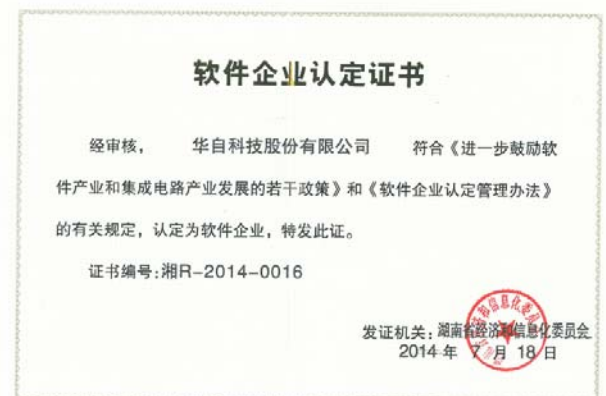 软件企业认定证书
经审核， 华自科技股份有限公司 符合《进一步鼓励软
件产业和集成电路产业发展的若干政策》和《软件企业认定管理办法》
的有关规定，认定为软件企业，特发此证。
证书编号:湘R-2014-0016
发证机关：湖南省经济和信息化委员会
2014 年 7 月 18 日